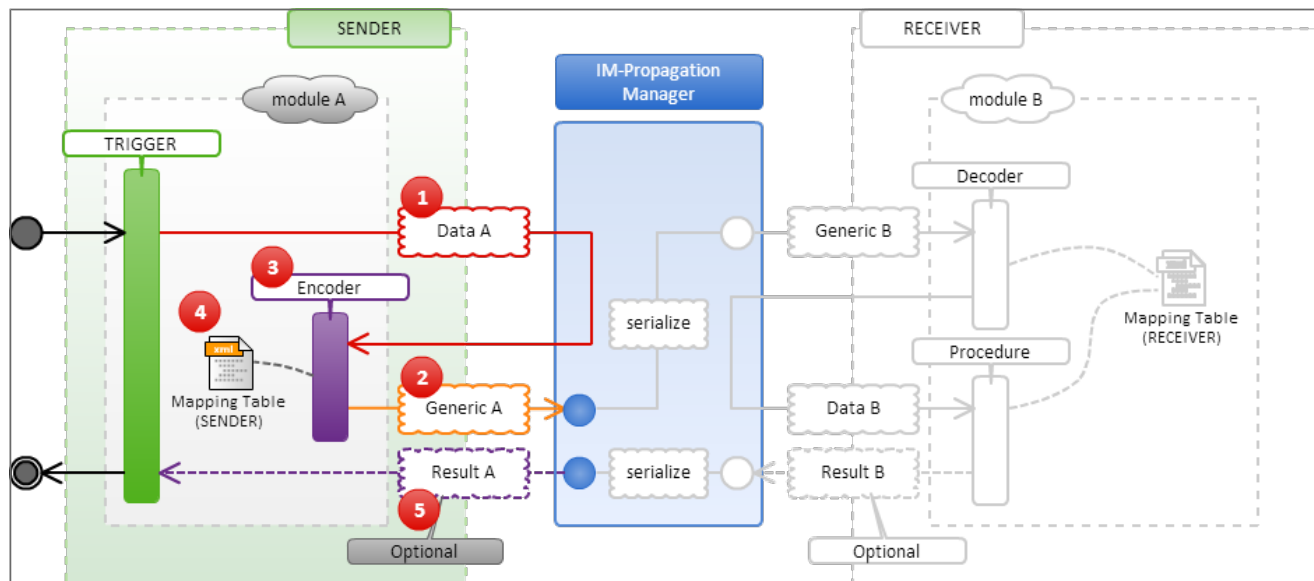 SENDER
RECEIVER
IM-Propagation
Manager
module A
module B
TRIGGER
Decoder
1
Data A
Generic B
3
Encoder
4
xml
serialize
Mapping Table
(RECEIVER)
Procedure
2
Mapping Table
(SENDER)
Generic A
Data B
Result A
serialize
Result B
5
Optional
Optional